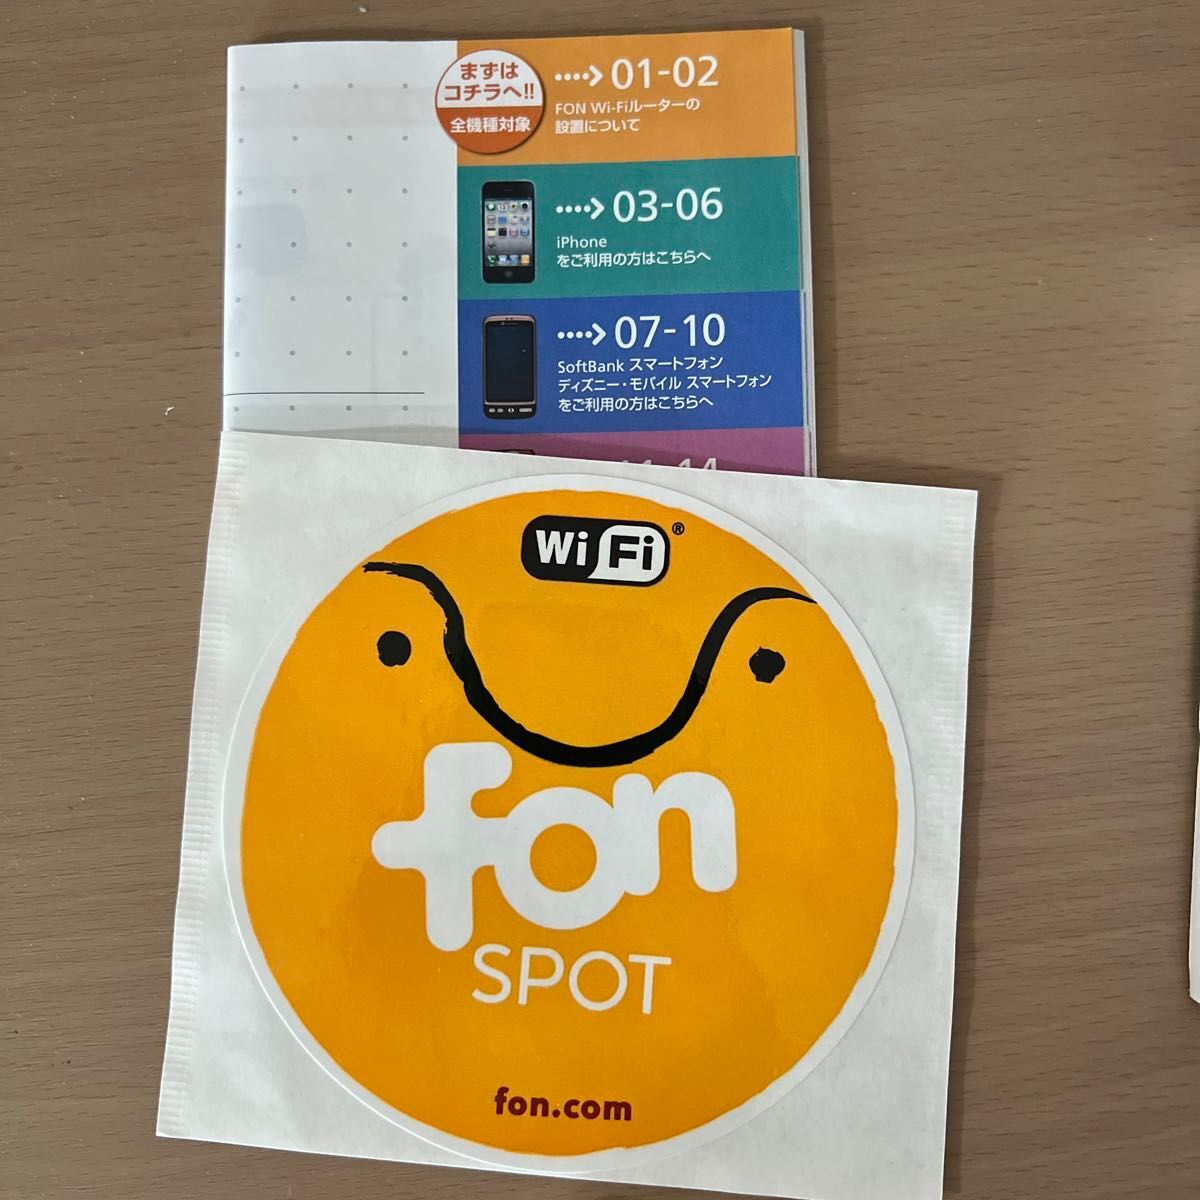 まずは
コチラへ!!
全機種対象
01-02
FON Wi-Fiルーターの
設置について
03-06
iPhone
をご利用の方はこちらへ
07-10
SoftBank スマートフォン
ディズニー・モバイル スマートフォン
をご利用の方はこちらへ
11-14
Wi Fi ®
fon
SPOT
fon.com